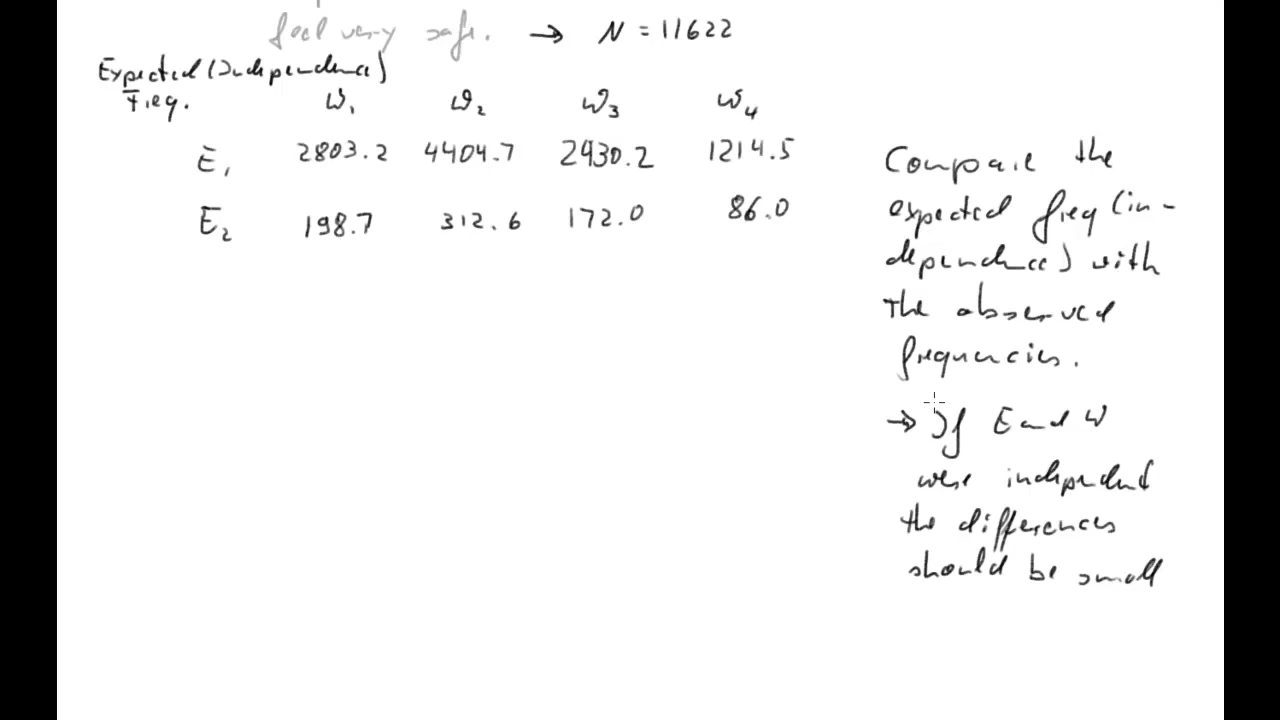 feel very safe. → N = 11622
Expected (Independence)
Freq. W₁ W₂ W₃ W₄
E₁ 2803.2 4404.7 2430.2 1214.5
E₂ 198.7 312.6 172.0 86.0
Compare the
expected freq (in-
dependence) with
the observed
frequencies.
→ If E and W
were independent
the differences
should be small